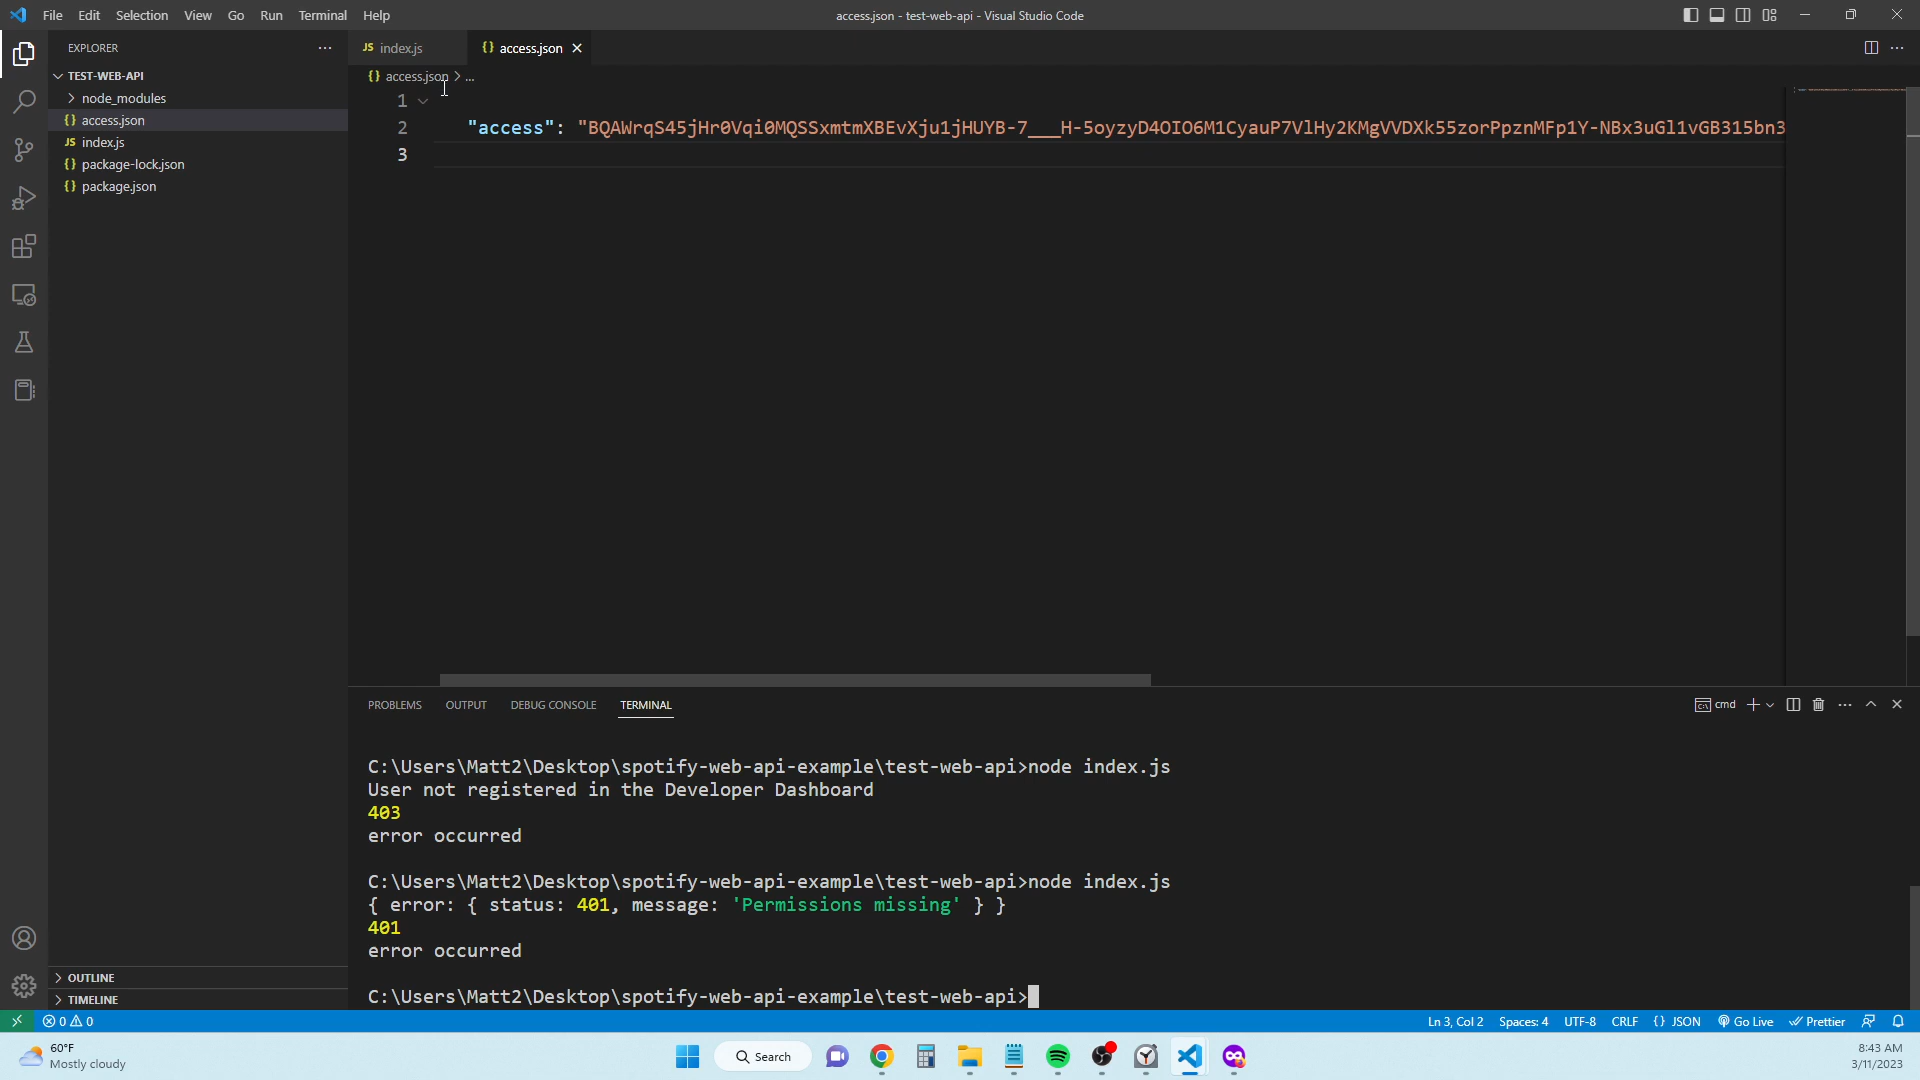 File Edit Selection View Go Run Terminal Help
access.json - test-web-api - Visual Studio Code
EXPLORER
TEST-WEB-API
node_modules
{} access.json
JS index.js
{} package-lock.json
{} package.json
OUTLINE
TIMELINE
JS index.js {} access.json
{} access.json > ...
1
2 "access": "BQAWrqS45jHr0Vqi0MQSSxmtmXBEvXju1jHUYB-7___H-5oyzyD4OIO6M1CyauP7VlHy2KMgVVDXk55zorPpznMFp1Y-NBx3uGl1vGB315bn3
3
PROBLEMS OUTPUT DEBUG CONSOLE TERMINAL
cmd
C:\Users\Matt2\Desktop\spotify-web-api-example\test-web-api>node index.js
User not registered in the Developer Dashboard
403
error occurred
C:\Users\Matt2\Desktop\spotify-web-api-example\test-web-api>node index.js
{ error: { status: 401, message: 'Permissions missing' } }
401
error occurred
C:\Users\Matt2\Desktop\spotify-web-api-example\test-web-api>
0 0
Ln 3, Col 2 Spaces: 4 UTF-8 CRLF {} JSON Go Live Prettier
60°F
Mostly cloudy
Search
8:43 AM
3/11/2023